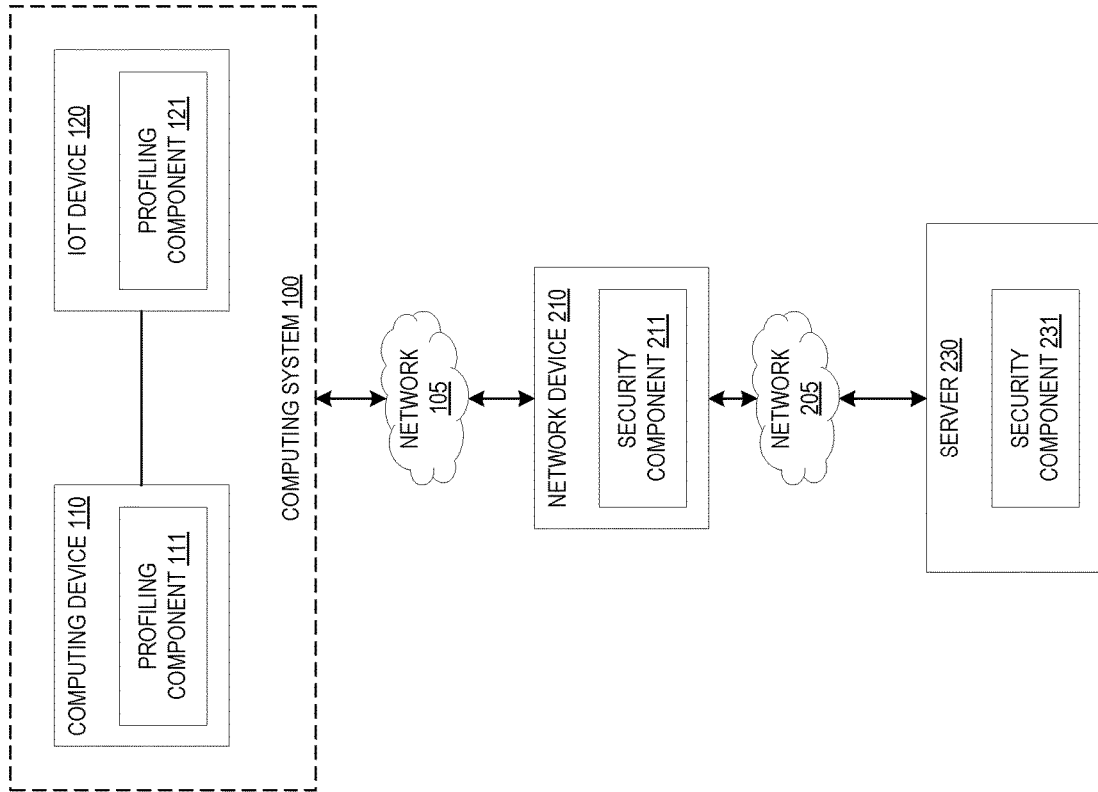 COMPUTING DEVICE 110
PROFILING
COMPONENT 111
IOT DEVICE 120
PROFILING
COMPONENT 121
COMPUTING SYSTEM 100
NETWORK
105
NETWORK DEVICE 210
SECURITY
COMPONENT 211
NETWORK
205
SERVER 230
SECURITY
COMPONENT 231